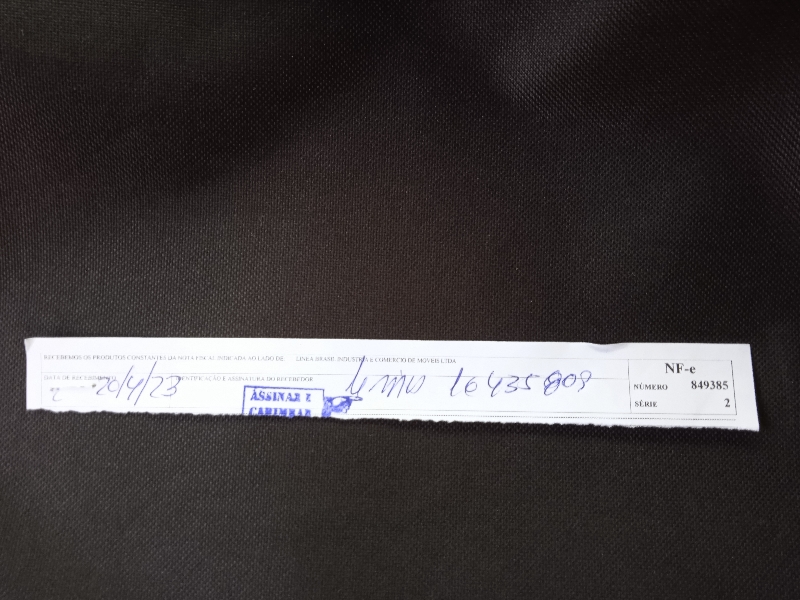 RECEBEMOS OS PRODUTOS CONSTANTES DA NOTA FISCAL INDICADA AO LADO DE LINEA BRASIL INDUSTRIA E COMERCIO DE MOVEIS LTDA
NF-e
DATA DE RECEBIMENTO IDENTIFICAÇÃO E ASSINATURA DO RECEBEDOR
20/4/23 16435809
NÚMERO 849385
SÉRIE 2
ASSINAR E
CARIMBAR